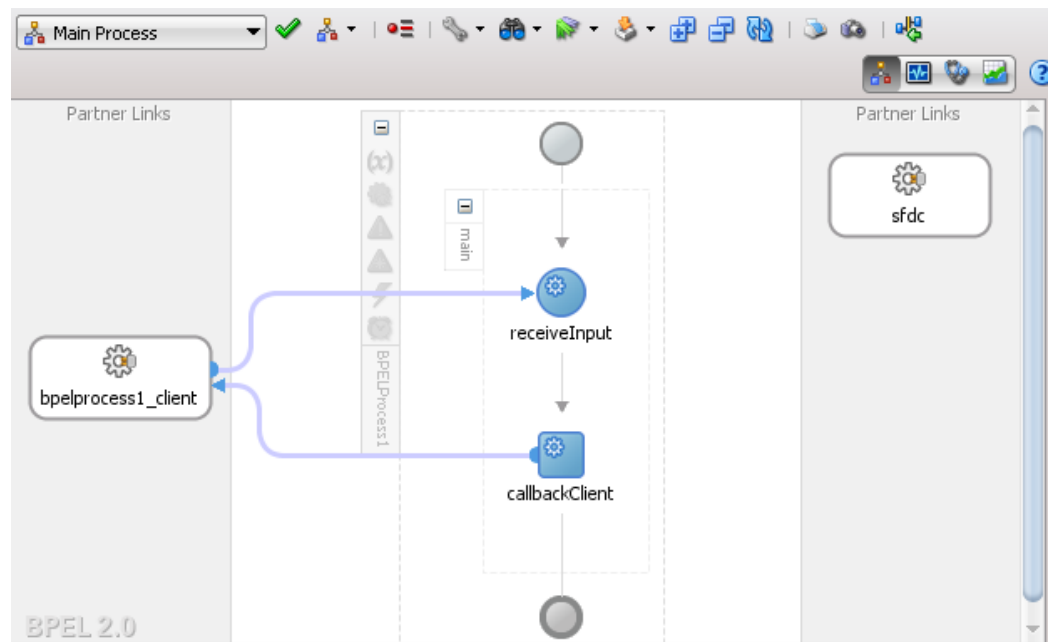 Main Process
Partner Links
Partner Links
(x)
main
sfdc
receiveInput
BPELProcess1
bpelprocess1_client
callbackClient
BPEL 2.0